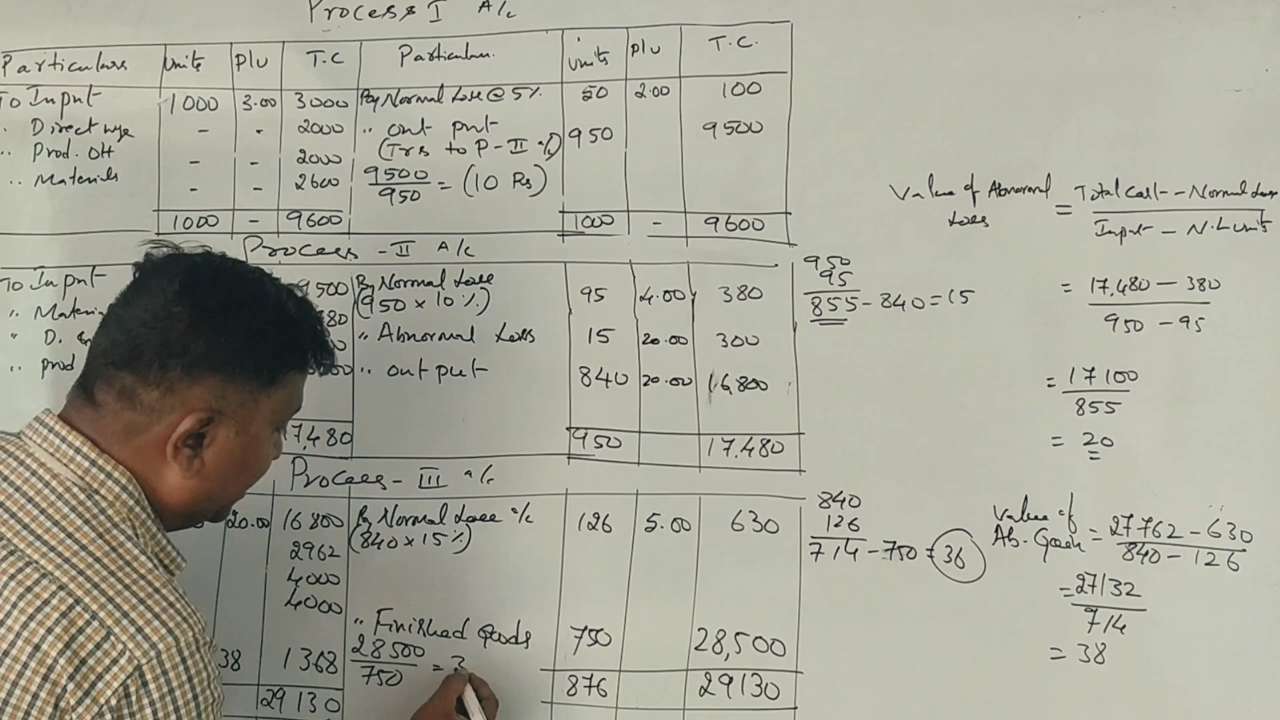 Process I A/c
Particulars Units P/U T.C Particulars Units P/U T.C.
To Input 1000 3.00 3000 By Normal Loss @ 5% 50 2.00 100
" Direct wge - - 2000 " out put 950 9500
(Trs to P-II A/c)
" Prod. OH - - 2000
" Materials - - 2600 9500/950 = (10 Rs)
1000 - 9600 1000 - 9600
Process - II A/c
To Input 9500 By Normal Loss 95 4.00 380
(950 x 10%)
" D. " Abnormal Loss 15 20.00 300
" prod " out put 840 20.00 16,800
17,480 950 17,480
Process - III A/c
20.00 16800 By Normal Loss A/c 126 5.00 630
2962 (840 x 15%)
4000
4000
" Finished Goods 750 28,500
38 1368 28500/750 =
29130 876 29130
950
95
855 - 840 = 15
840
126
714 - 750 = 36
Value of Abnormal Loss = Total Cost - Normal Loss
Input - N.L unit
= 17,480 - 380
950 - 95
= 17100
855
= 20
Value of Ab. Gain = 27762 - 630
840 - 126
= 27132
714
= 38